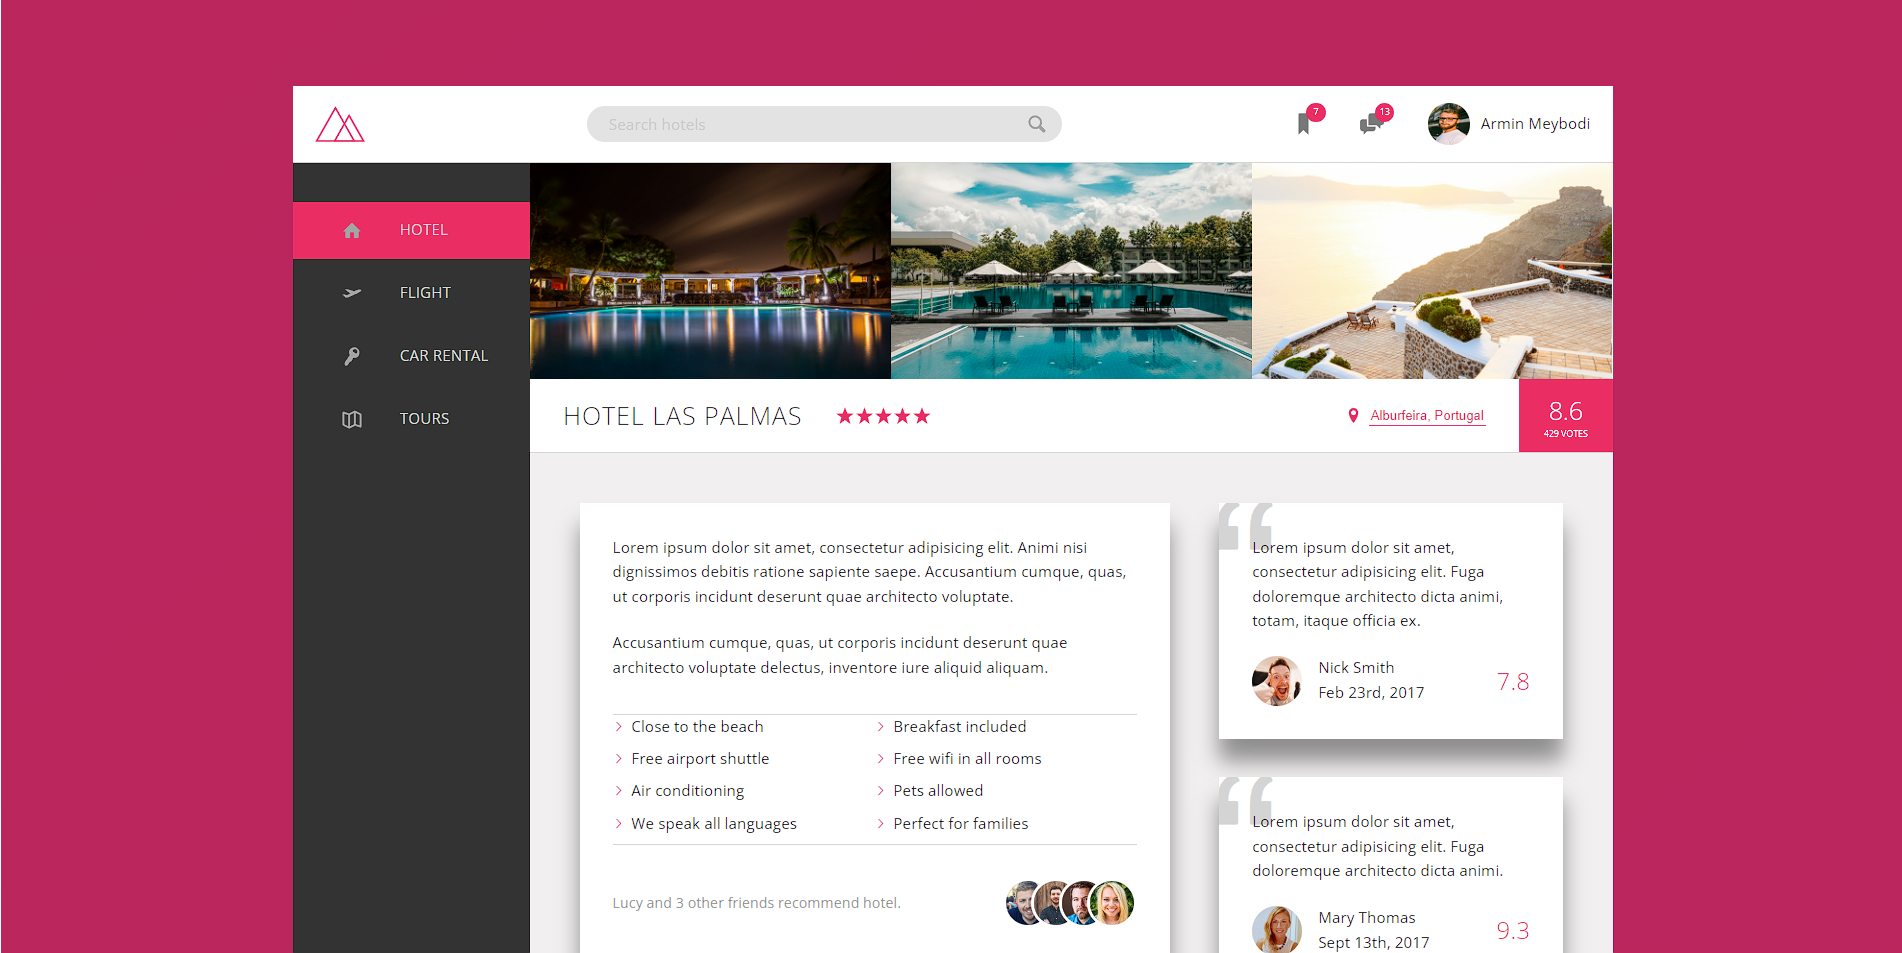 Search hotels
7
13
Armin Meybodi
HOTEL
FLIGHT
CAR RENTAL
TOURS
HOTEL LAS PALMAS
Alburfeira, Portugal
8.6
429 VOTES
Lorem ipsum dolor sit amet, consectetur adipisicing elit. Animi nisi
dignissimos debitis ratione sapiente saepe. Accusantium cumque, quas,
ut corporis incidunt deserunt quae architecto voluptate.
Accusantium cumque, quas, ut corporis incidunt deserunt quae
architecto voluptate delectus, inventore iure aliquid aliquam.
Close to the beach
Breakfast included
Free airport shuttle
Free wifi in all rooms
Air conditioning
Pets allowed
We speak all languages
Perfect for families
Lucy and 3 other friends recommend hotel.
“
Lorem ipsum dolor sit amet,
consectetur adipisicing elit. Fuga
doloremque architecto dicta animi,
totam, itaque officia ex.
Nick Smith
Feb 23rd, 2017
7.8
“
Lorem ipsum dolor sit amet,
consectetur adipisicing elit. Fuga
doloremque architecto dicta animi.
Mary Thomas
Sept 13th, 2017
9.3